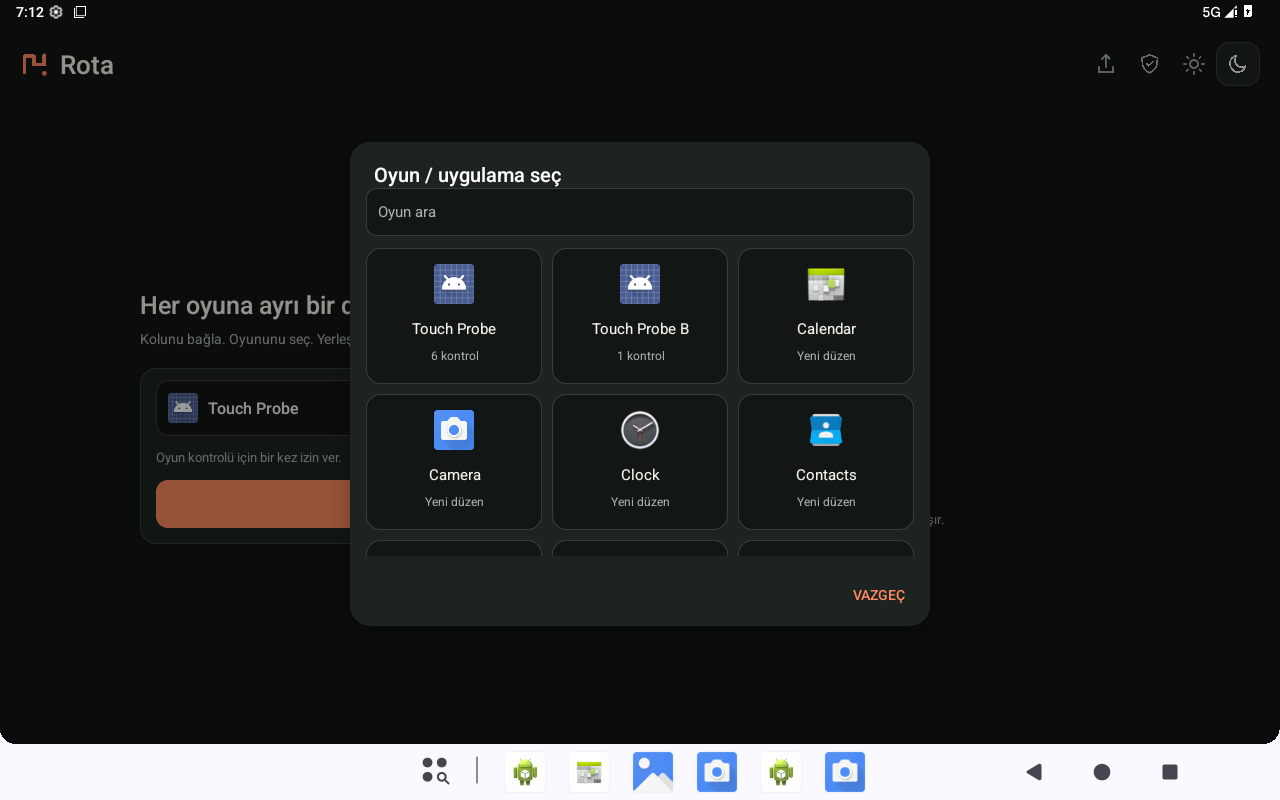 7:12
5G
Rota
Oyun / uygulama seç
Oyun ara
Touch Probe
6 kontrol
Touch Probe B
1 kontrol
Calendar
Yeni düzen
Camera
Yeni düzen
Clock
Yeni düzen
Contacts
Yeni düzen
VAZGEÇ
Her oyuna ayrı bir
Kolunu bağla. Oyununu seç.
Touch Probe
Oyun kontrolü için bir kez izin ver.